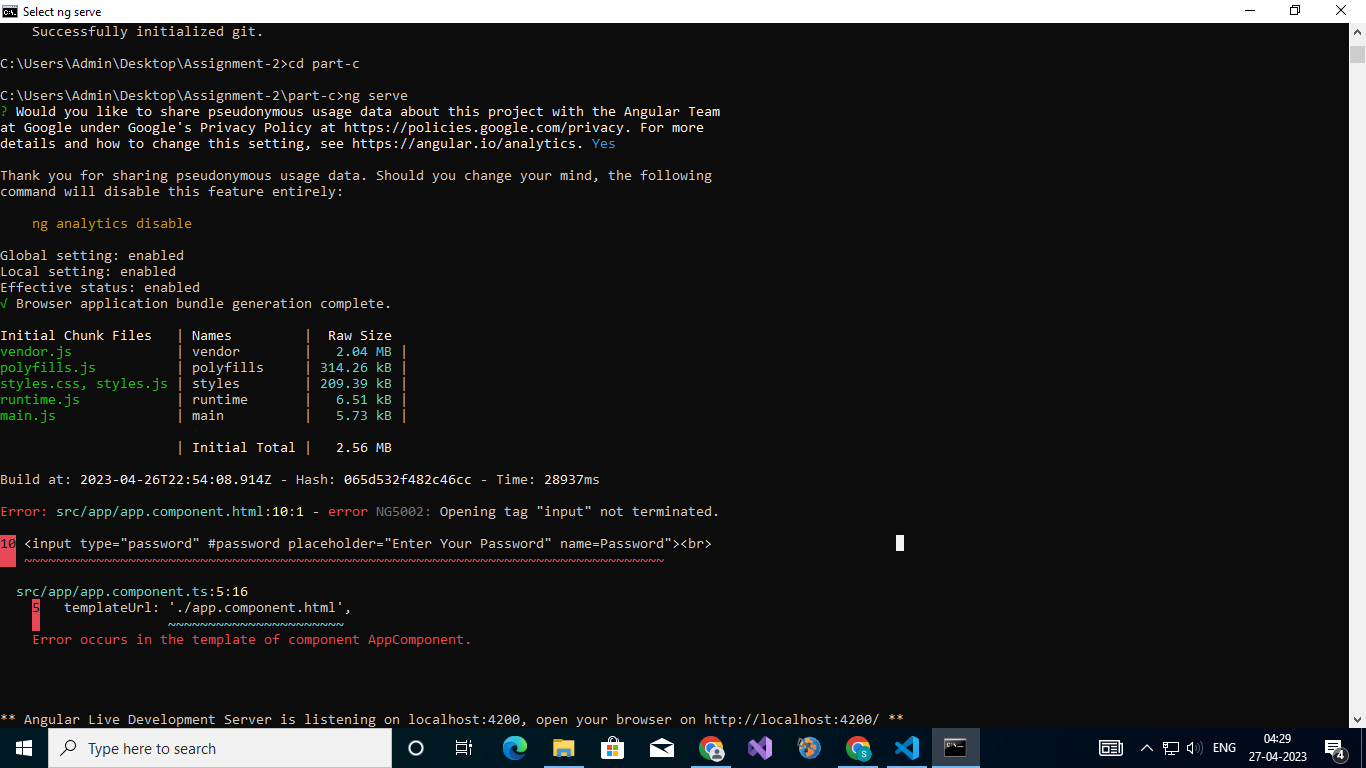 Select ng serve
Successfully initialized git.
C:\Users\Admin\Desktop\Assignment-2>cd part-c
C:\Users\Admin\Desktop\Assignment-2\part-c>ng serve
? Would you like to share pseudonymous usage data about this project with the Angular Team
at Google under Google's Privacy Policy at https://policies.google.com/privacy. For more
details and how to change this setting, see https://angular.io/analytics. Yes
Thank you for sharing pseudonymous usage data. Should you change your mind, the following
command will disable this feature entirely:
ng analytics disable
Global setting: enabled
Local setting: enabled
Effective status: enabled
√ Browser application bundle generation complete.
Initial Chunk Files | Names | Raw Size
vendor.js | vendor | 2.04 MB |
polyfills.js | polyfills | 314.26 kB |
styles.css, styles.js | styles | 209.39 kB |
runtime.js | runtime | 6.51 kB |
main.js | main | 5.73 kB |
| Initial Total | 2.56 MB
Build at: 2023-04-26T22:54:08.914Z - Hash: 065d532f482c46cc - Time: 28937ms
Error: src/app/app.component.html:10:1 - error NG5002: Opening tag "input" not terminated.
10 <input type="password" #password placeholder="Enter Your Password" name=Password"><br>
~~~~~~~~~~~~~~~~~~~~~~~~~~~~~~~~~~~~~~~~~~~~~~~~~~~~~~~~~~~~~~~~~~~~~~~~~~~~~~~~
src/app/app.component.ts:5:16
5 templateUrl: './app.component.html',
~~~~~~~~~~~~~~~~~~~~~~
Error occurs in the template of component AppComponent.
** Angular Live Development Server is listening on localhost:4200, open your browser on http://localhost:4200/ **
Type here to search
ENG
04:29
27-04-2023
4